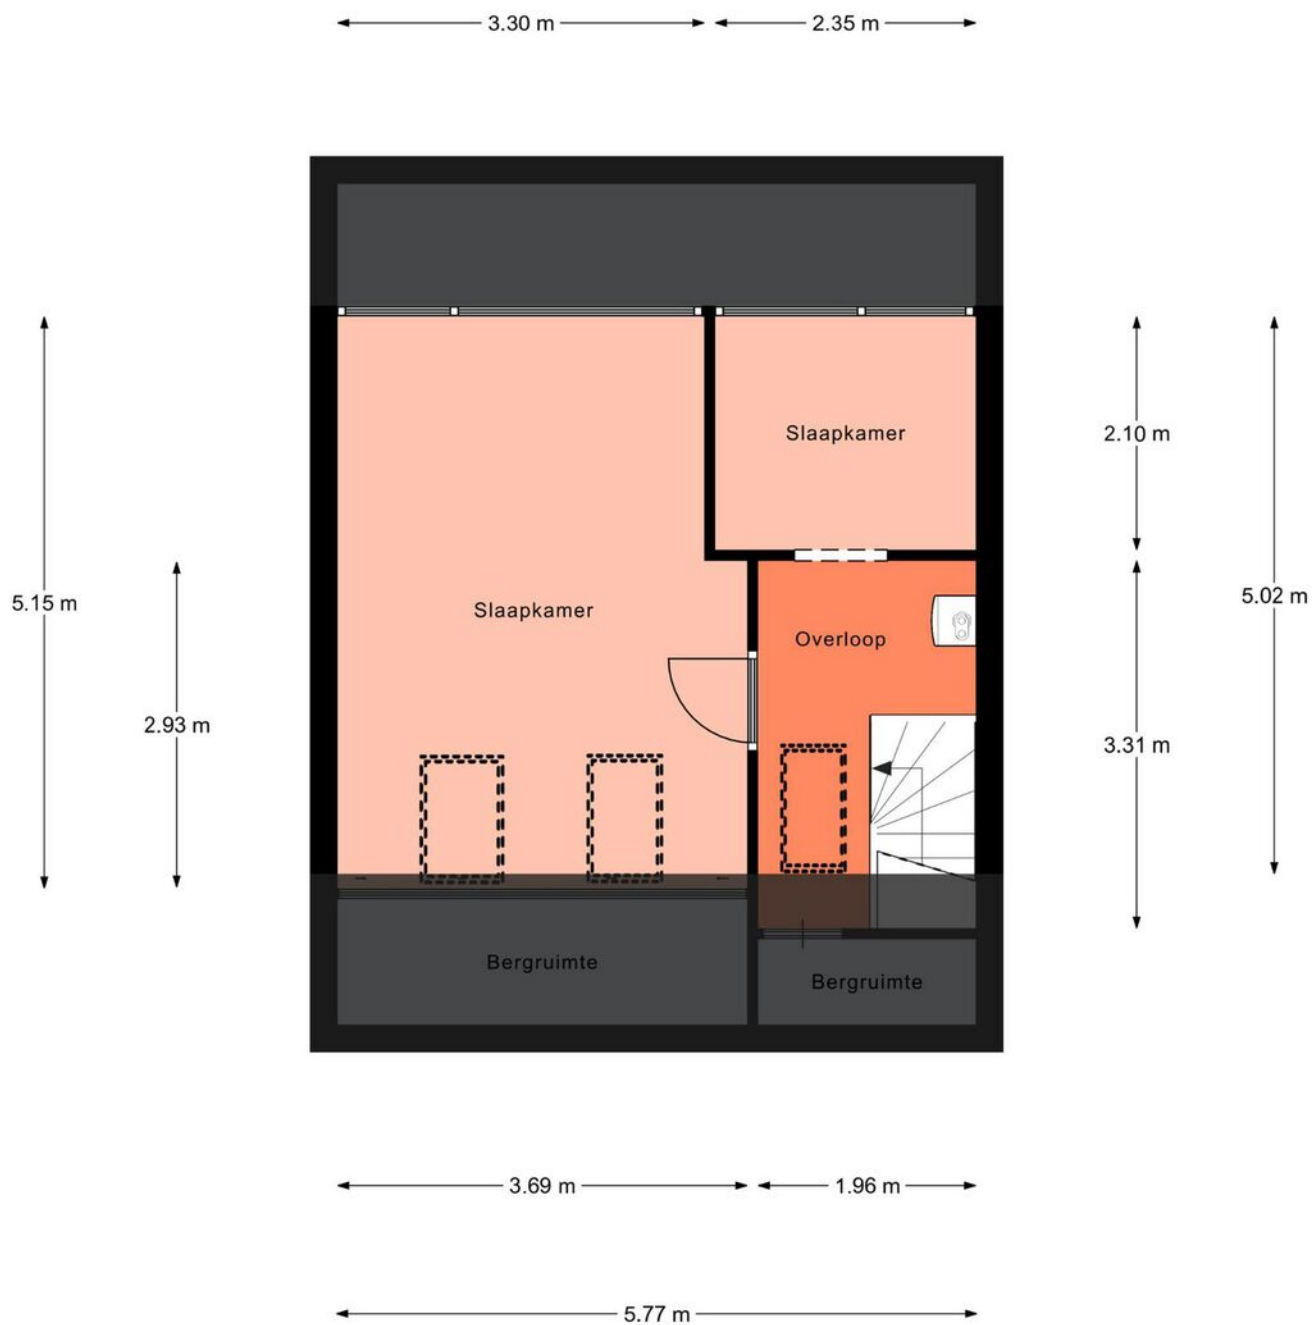 3.30 m
2.35 m
Slaapkamer
2.10 m
5.15 m
5.02 m
Slaapkamer
Overloop
2.93 m
3.31 m
Bergruimte
Bergruimte
3.69 m
1.96 m
5.77 m